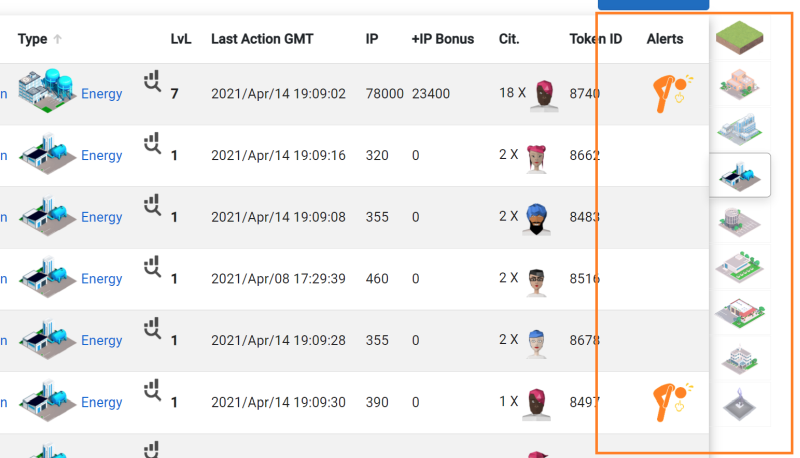 Type ↑ LvL Last Action GMT IP +IP Bonus Cit. Token ID Alerts
n Energy 7 2021/Apr/14 19:09:02 78000 23400 18 X 8740
n Energy 1 2021/Apr/14 19:09:16 320 0 2 X 8662
n Energy 1 2021/Apr/14 19:09:08 355 0 2 X 8483
n Energy 1 2021/Apr/08 17:29:39 460 0 2 X 8516
n Energy 1 2021/Apr/14 19:09:28 355 0 2 X 8678
n Energy 1 2021/Apr/14 19:09:30 390 0 1 X 8497